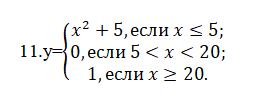 x² + 5, если x ≤ 5;
11.y={0, если 5 < x < 20;
1, если x ≥ 20.